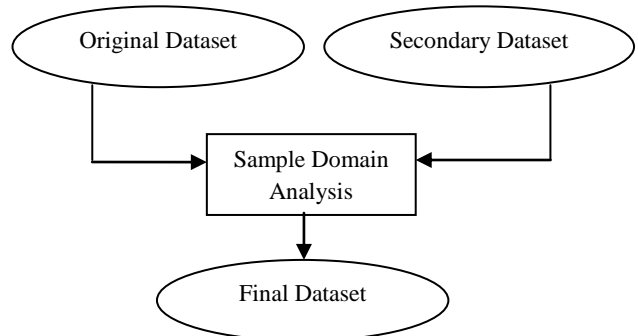 Original Dataset
Secondary Dataset
Sample Domain
Analysis
Final Dataset